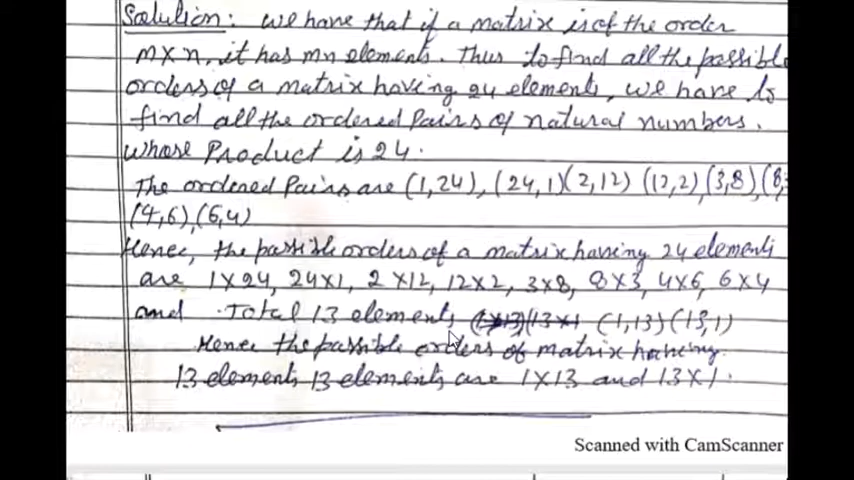 Solution: We have that if a matrix is of the order
m×n, it has mn elements. Thus to find all the possible
orders of a matrix having 24 elements, we have to
find all the ordered Pairs of natural numbers.
whose Product is 24.
The ordered Pairs are (1,24), (24,1)(2,12) (12,2),(3,8),(8,3
(4,6),(6,4)
Hence, the possible orders of a matrix having 24 elements
are 1×24, 24×1, 2×12, 12×2, 3×8, 8×3, 4×6, 6×4
and Total 13 elements (1×13)(13×1 (1,13)(13,1)
Hence the possible orders of matrix having
13 elements 13 elements are 1×13 and 13×1.
Scanned with CamScanner